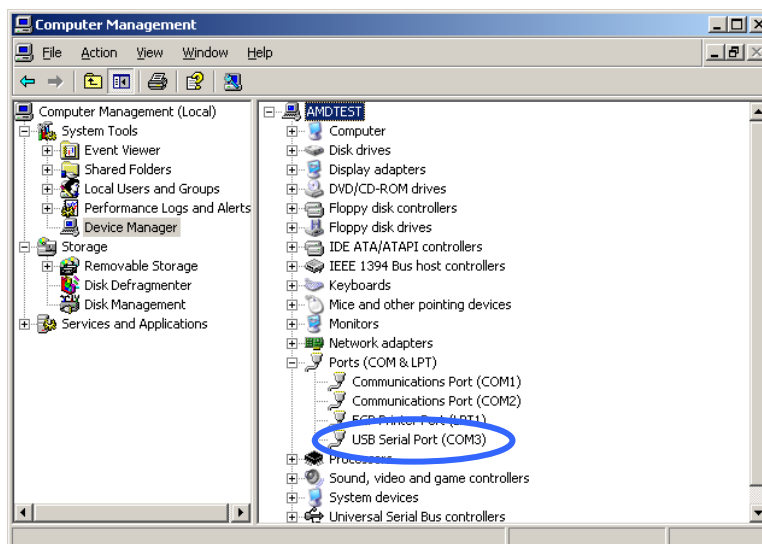 Computer Management
File Action View Window Help
Computer Management (Local)
System Tools
Event Viewer
Shared Folders
Local Users and Groups
Performance Logs and Alerts
Device Manager
Storage
Removable Storage
Disk Defragmenter
Disk Management
Services and Applications
AMDTEST
Computer
Disk drives
Display adapters
DVD/CD-ROM drives
Floppy disk controllers
Floppy disk drives
IDE ATA/ATAPI controllers
IEEE 1394 Bus host controllers
Keyboards
Mice and other pointing devices
Monitors
Network adapters
Ports (COM & LPT)
Communications Port (COM1)
Communications Port (COM2)
ECP Printer Port (LPT1)
USB Serial Port (COM3)
Processors
Sound, video and game controllers
System devices
Universal Serial Bus controllers